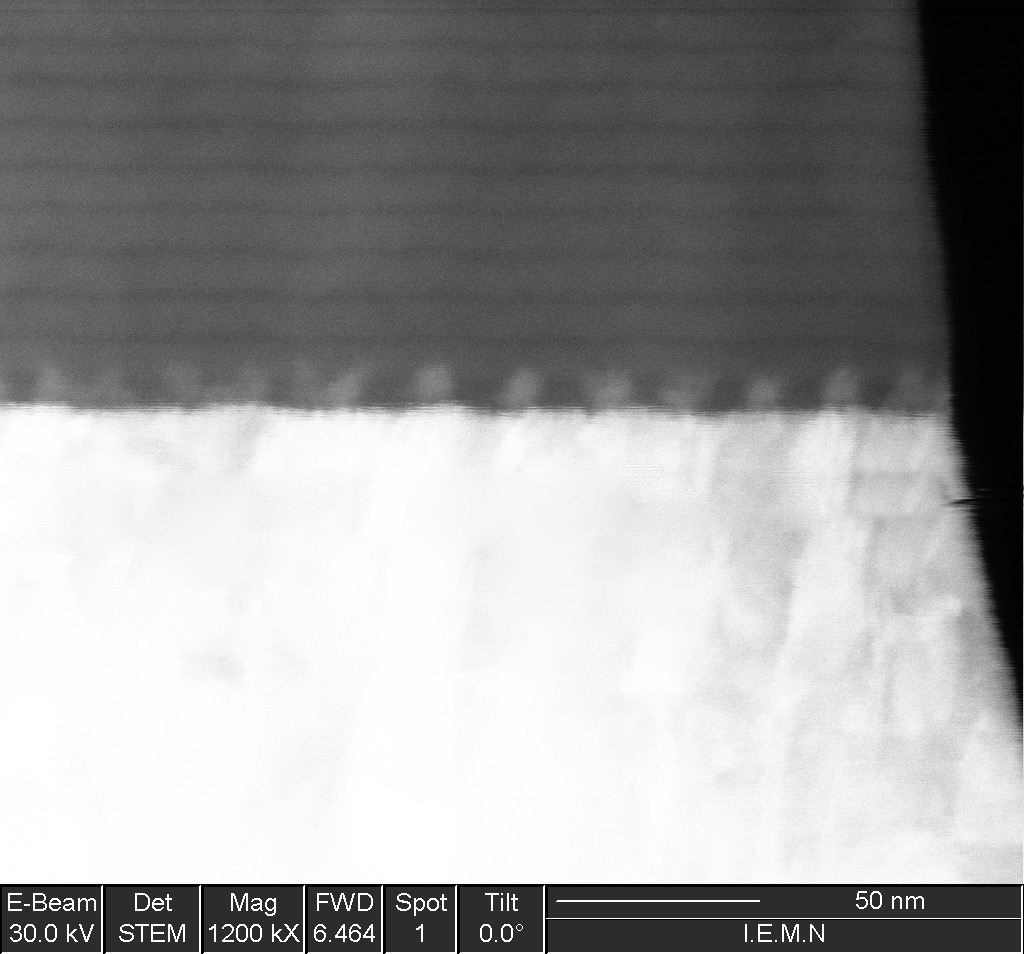 E-Beam Det Mag FWD Spot Tilt 50 nm
30.0 kV STEM 1200 kX 6.464 1 0.0° I.E.M.N